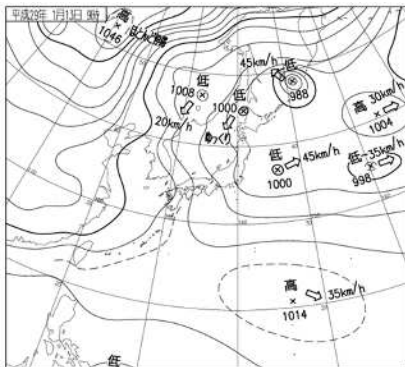 平成29年 1月13日 9時
高
1046
ほとんど停滞
低
1008
20km/h
低
1000
ゆっくり
45km/h
低
988
高
30km/h
1004
低
45km/h
1000
低
35km/h
998
高
35km/h
1014
低